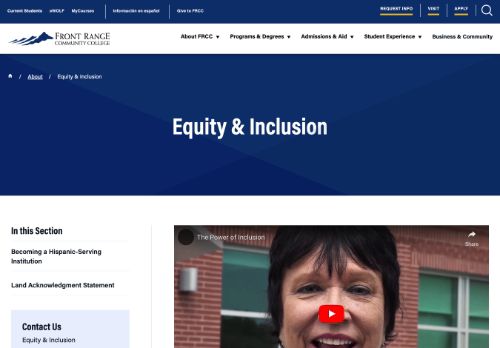 Current Students eWOLF MyCourses Información en español Give to FRCC REQUEST INFO VISIT APPLY
FRONT RANGE
COMMUNITY COLLEGE
About FRCC Programs & Degrees Admissions & Aid Student Experience Business & Community
/ About / Equity & Inclusion
Equity & Inclusion
In this Section
Becoming a Hispanic-Serving
Institution
Land Acknowledgment Statement
Contact Us
Equity & Inclusion
The Power of Inclusion
Share